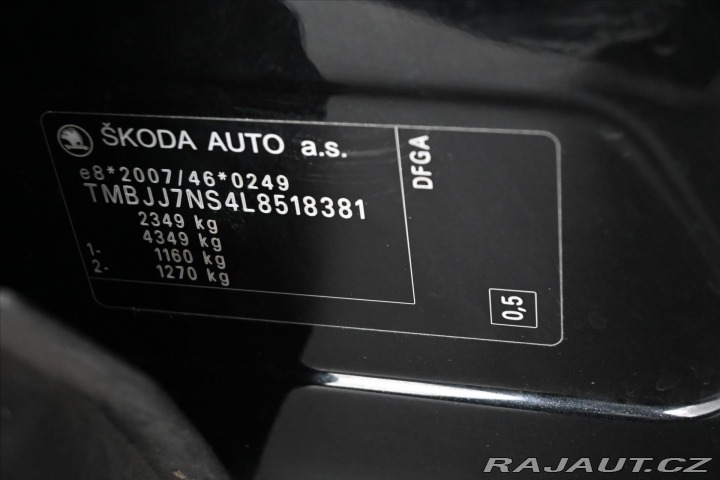 ŠKODA AUTO a.s.
e8*2007/46*0249
TMBJJ7NS4L8518381
2349 kg
4349 kg
1- 1160 kg
2- 1270 kg
DFGA
0,5
RAJAUT.CZ